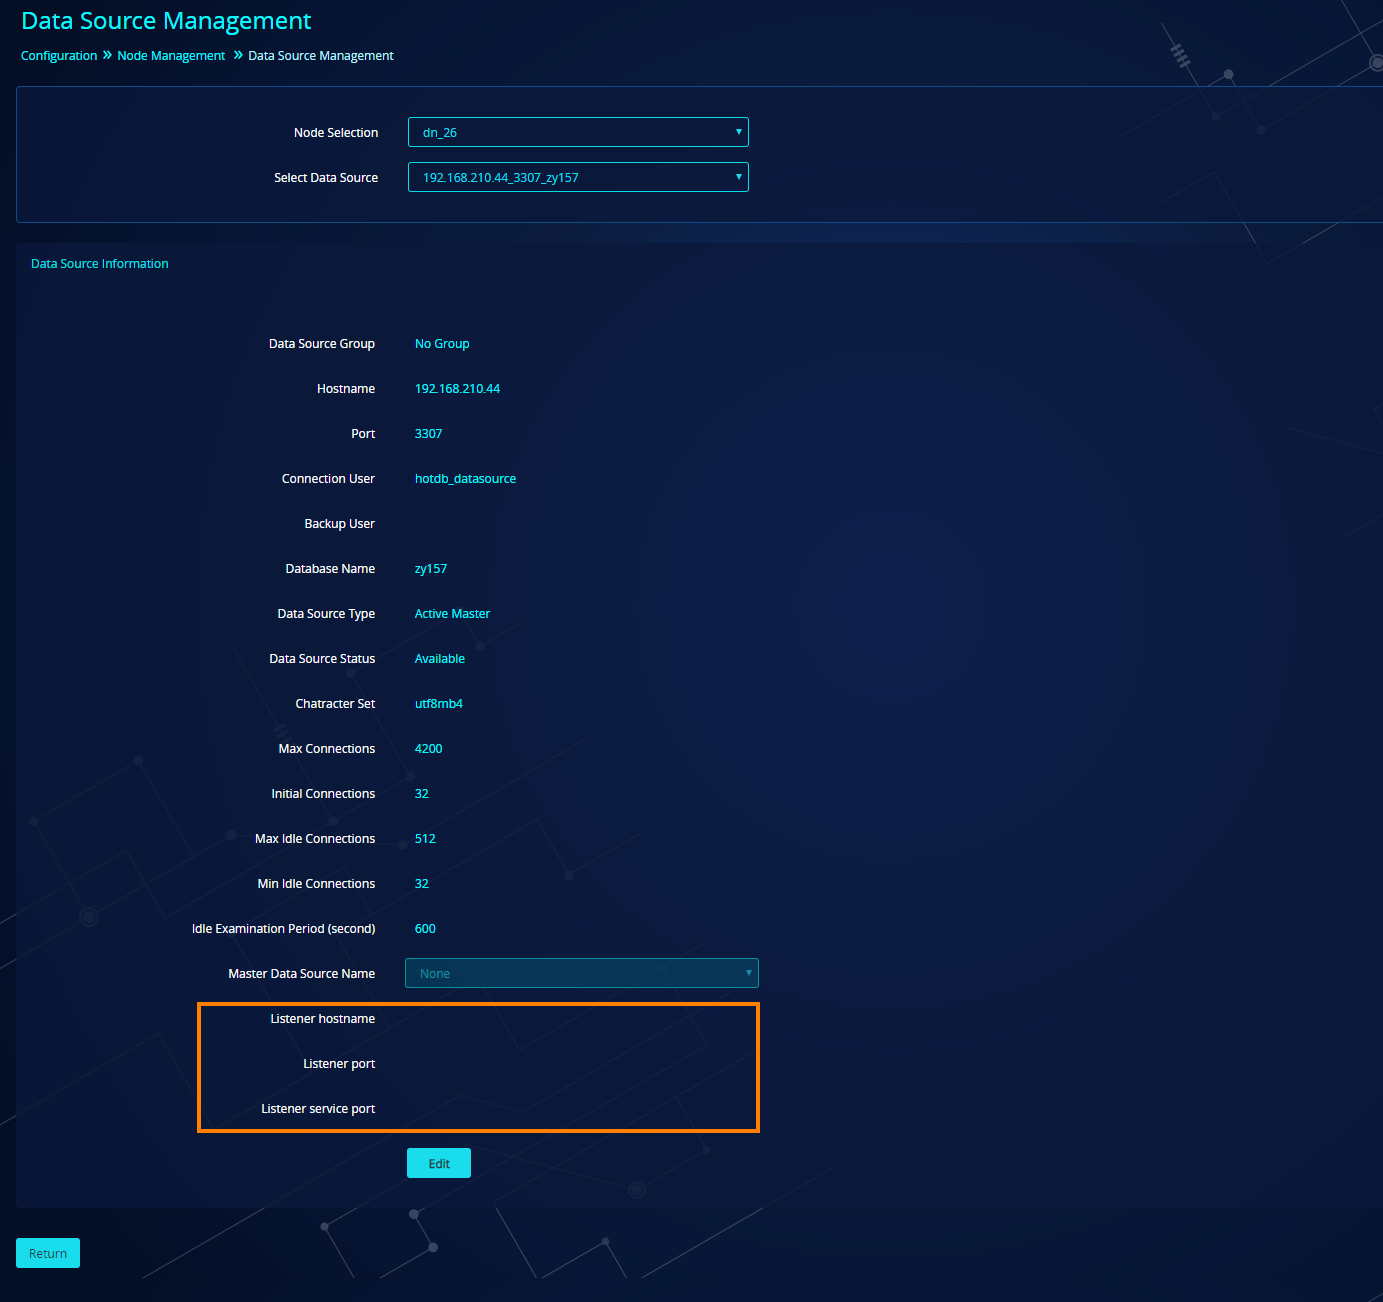 Data Source Management
Configuration » Node Management » Data Source Management
Node Selection dn_26
Select Data Source 192.168.210.44_3307_zy157
Data Source Information
Data Source Group No Group
Hostname 192.168.210.44
Port 3307
Connection User hotdb_datasource
Backup User
Database Name zy157
Data Source Type Active Master
Data Source Status Available
Chatracter Set utf8mb4
Max Connections 4200
Initial Connections 32
Max Idle Connections 512
Min Idle Connections 32
Idle Examination Period (second) 600
Master Data Source Name None
Listener hostname
Listener port
Listener service port
Edit
Return